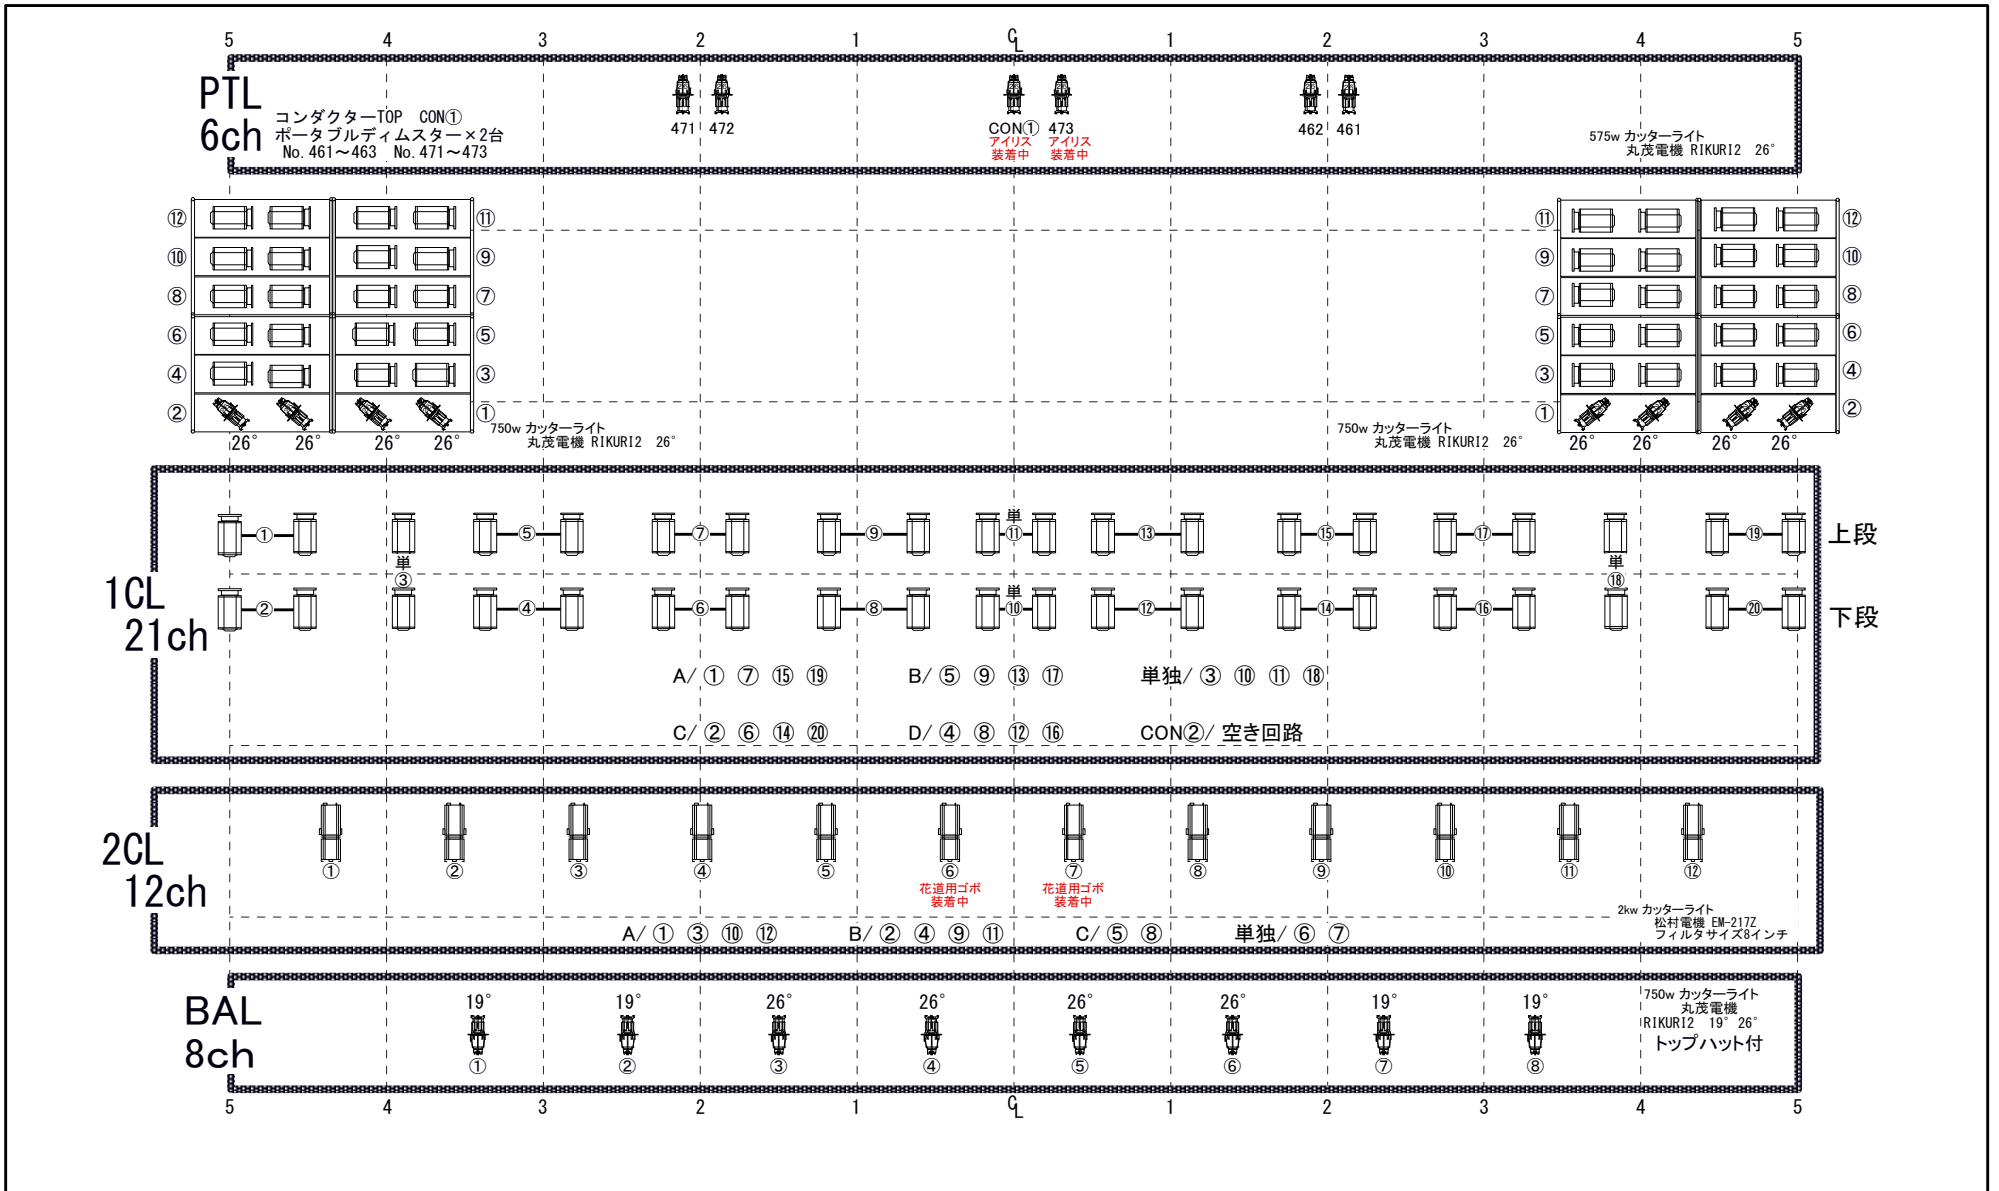 5 4 3 2 1 CL 1 2 3 4 5
PTL
6ch
コンダクターTOP CON①
ポータブルディムスター×2台
No.461～463 No.471～473
471 472 CON① 473 462 461
アイリス アイリス
装着中 装着中
575w カッターライト
丸茂電機 RIKURI2 26°
⑫ ⑪ ⑪ ⑫
⑩ ⑨ ⑨ ⑩
⑧ ⑦ ⑦ ⑧
⑥ ⑤ ⑤ ⑥
④ ③ ③ ④
② ① ① ②
26° 26° 26° 26° 26° 26° 26° 26°
750w カッターライト
丸茂電機 RIKURI2 26°
750w カッターライト
丸茂電機 RIKURI2 26°
1CL
21ch
単
① ⑤ ⑦ ⑨ ⑪ ⑬ ⑮ ⑰ ⑲ 上段
単 単
③ ⑱
単
② ④ ⑥ ⑧ ⑩ ⑫ ⑭ ⑯ ⑳ 下段
A/ ① ⑦ ⑮ ⑲ B/ ⑤ ⑨ ⑬ ⑰ 単独/ ③ ⑩ ⑪ ⑱
C/ ② ⑥ ⑭ ⑳ D/ ④ ⑧ ⑫ ⑯ CON②/ 空き回路
2CL
12ch
① ② ③ ④ ⑤ ⑥ ⑦ ⑧ ⑨ ⑩ ⑪ ⑫
花道用ゴボ 花道用ゴボ
装着中 装着中
2kw カッターライト
松村電機 EM-217Z
フィルタサイズ8インチ
A/ ① ③ ⑩ ⑫ B/ ② ④ ⑨ ⑪ C/ ⑤ ⑧ 単独/ ⑥ ⑦
BAL
8ch
19° 19° 26° 26° 26° 26° 19° 19°
① ② ③ ④ ⑤ ⑥ ⑦ ⑧
750w カッターライト
丸茂電機
RIKURI2 19° 26°
トップハット付
5 4 3 2 1 CL 1 2 3 4 5